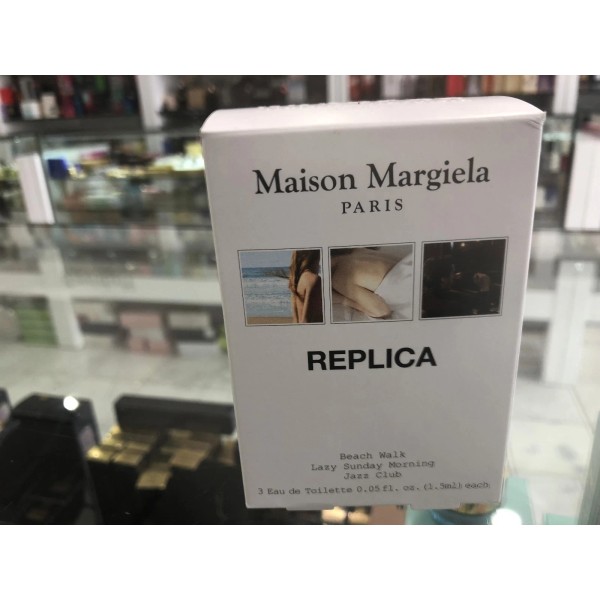 Maison Margiela
PARIS
REPLICA
Beach Walk
Lazy Sunday Morning
Jazz Club
3 Eau de Toilette 0.05 fl. oz. (1.5ml) each